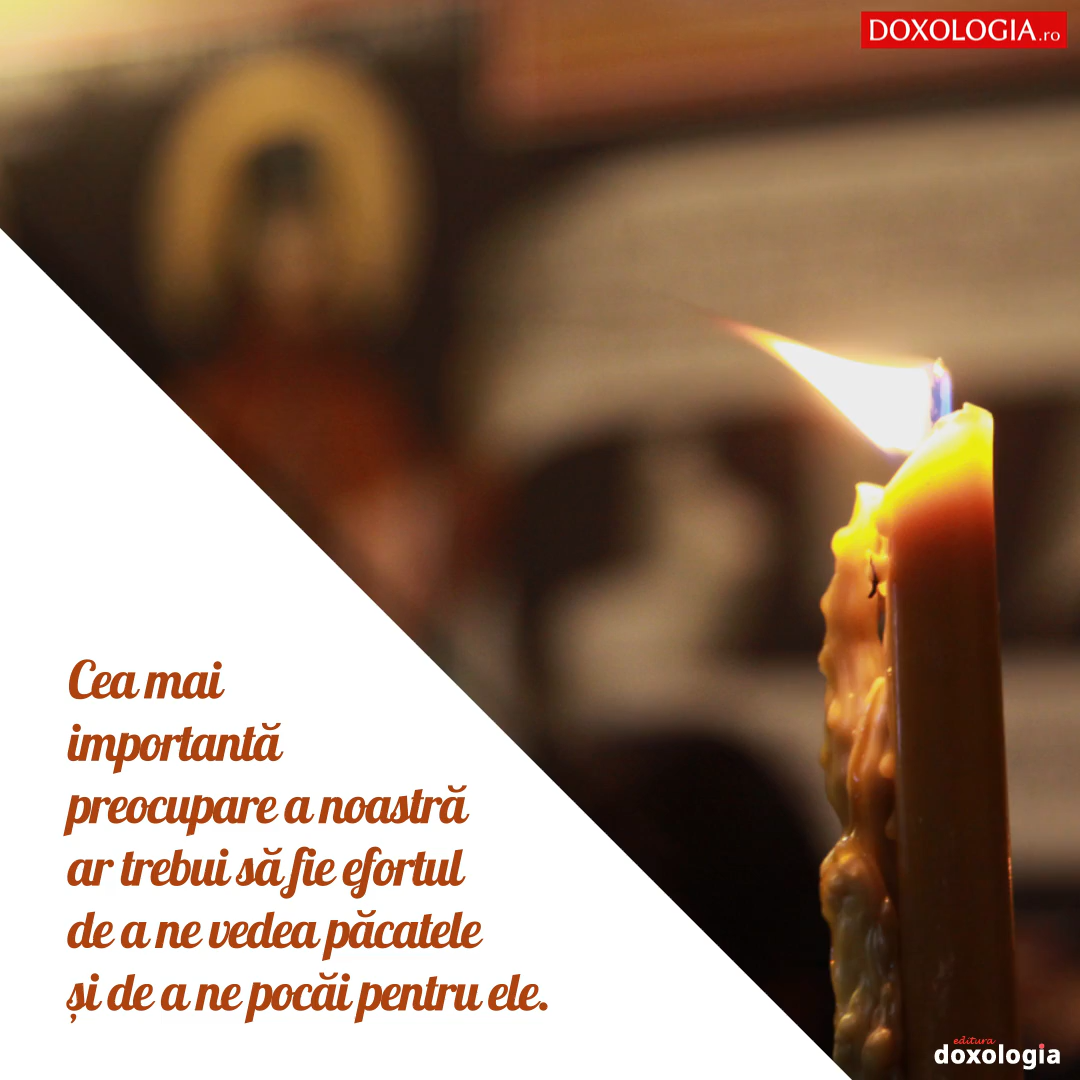 DOXOLOGIA.ro
Cea mai
importantă
preocupare a noastră
ar trebui să fie efortul
de a ne vedea păcatele
și de a ne pocăi pentru ele.
editura
doxologia